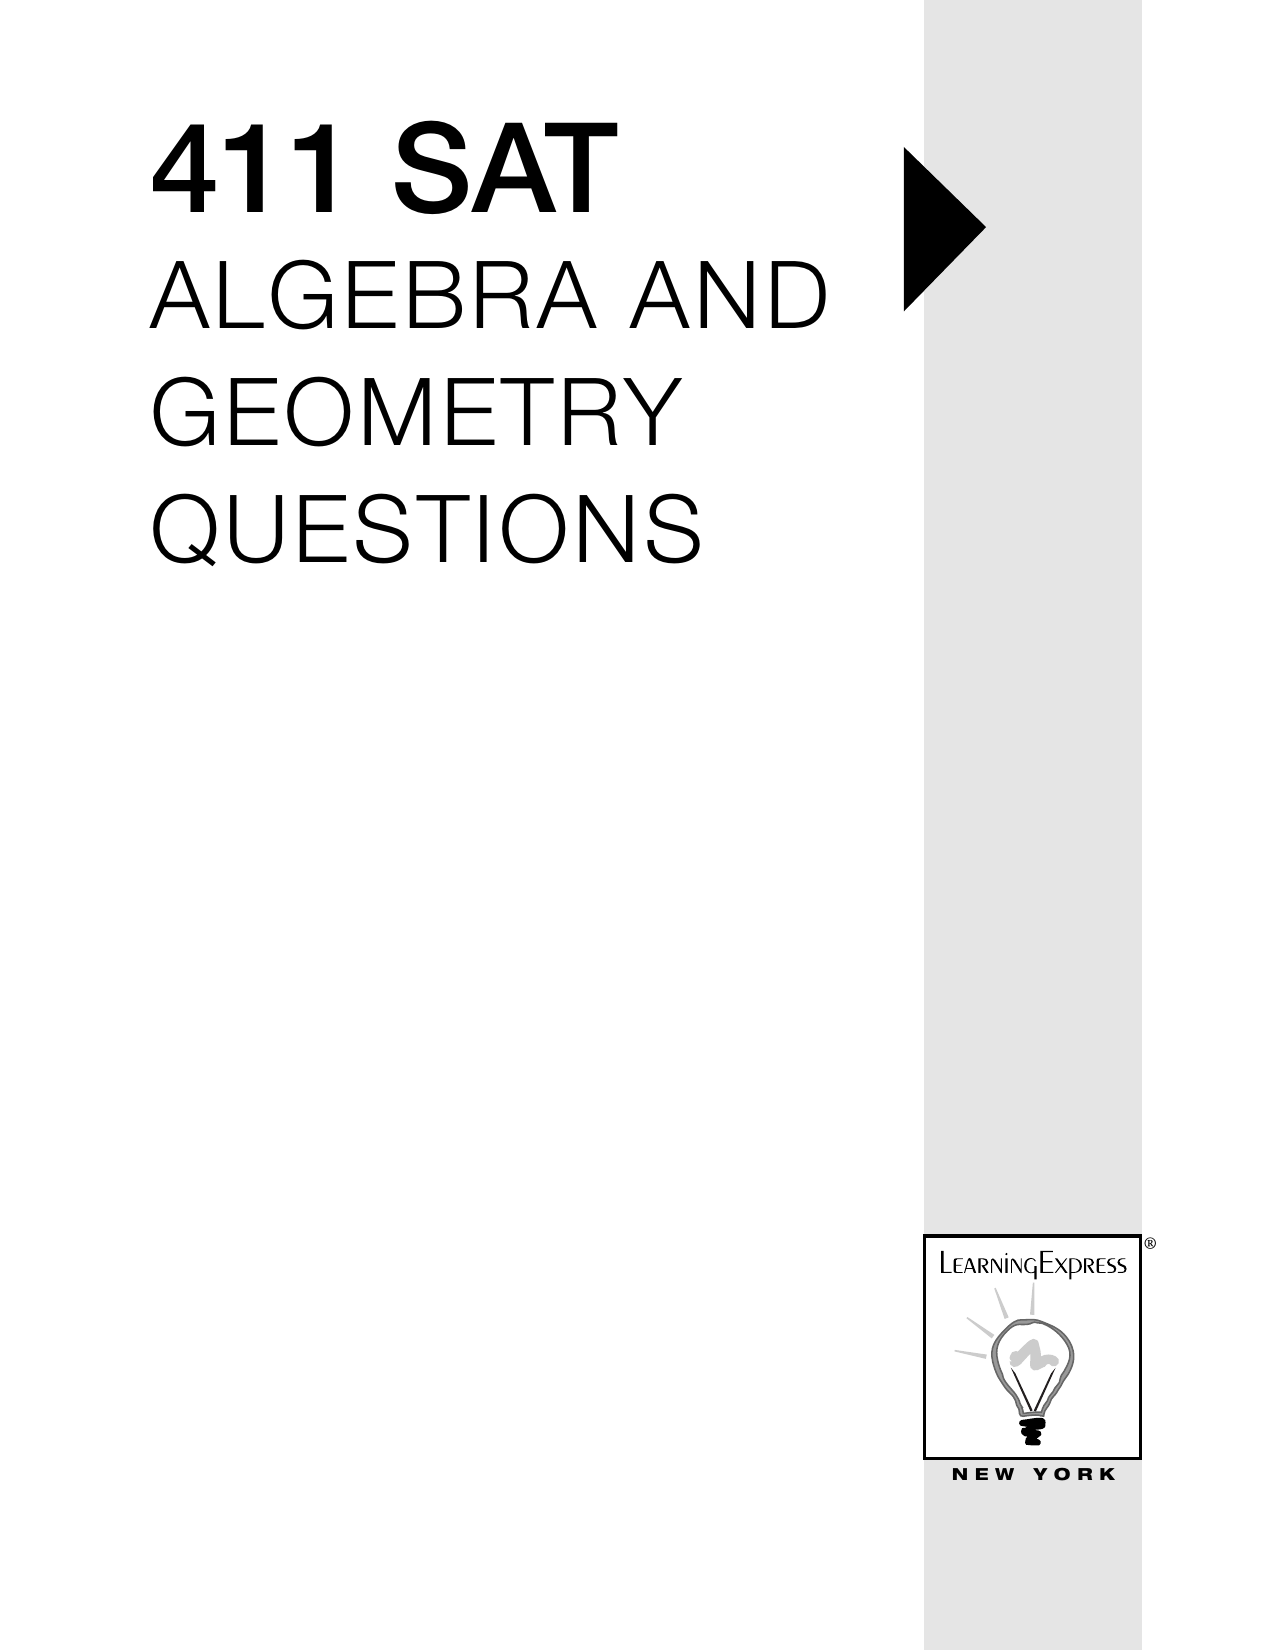 411 SAT
ALGEBRA AND
GEOMETRY
QUESTIONS
LEARNINGEXPRESS
®
NEW YORK